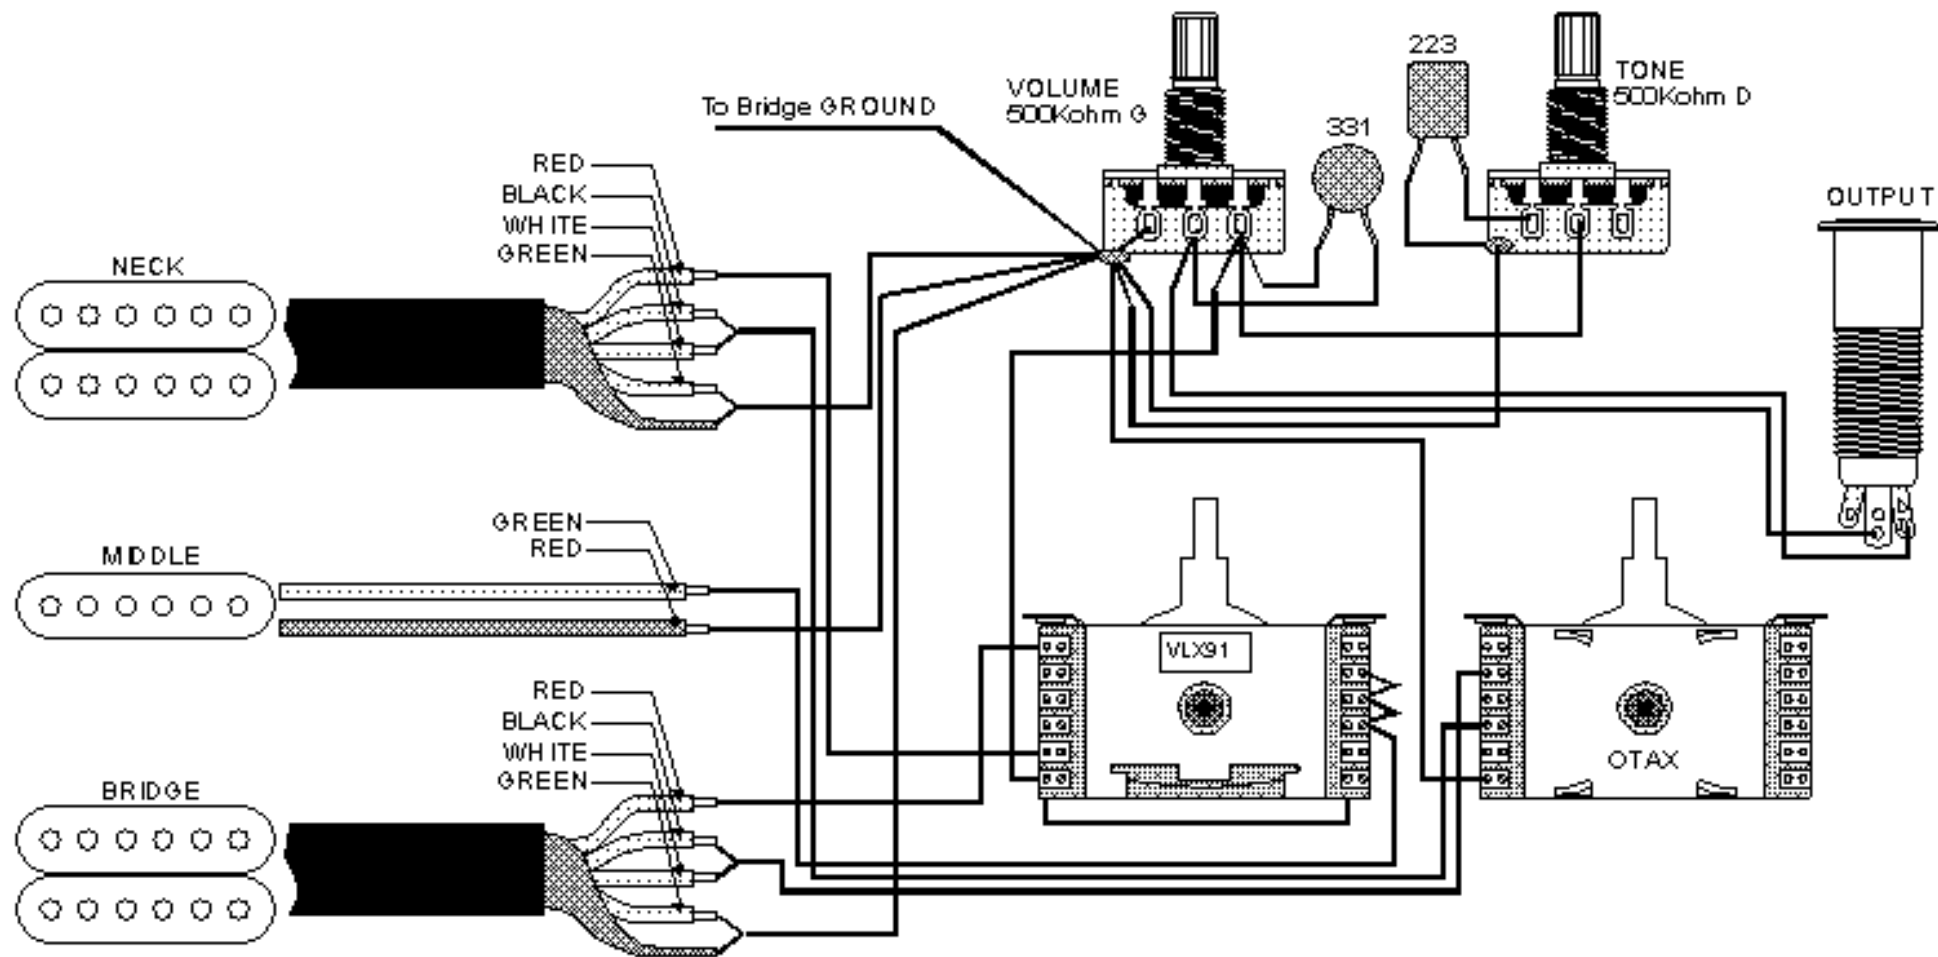 223
TONE
500Kohm D
VOLUME
500Kohm G
To Bridge GROUND
331
OUTPUT
RED
BLACK
WHITE
GREEN
NECK
GREEN
RED
MIDDLE
VLX91
RED
BLACK
WHITE
GREEN
BRIDGE
OTAX